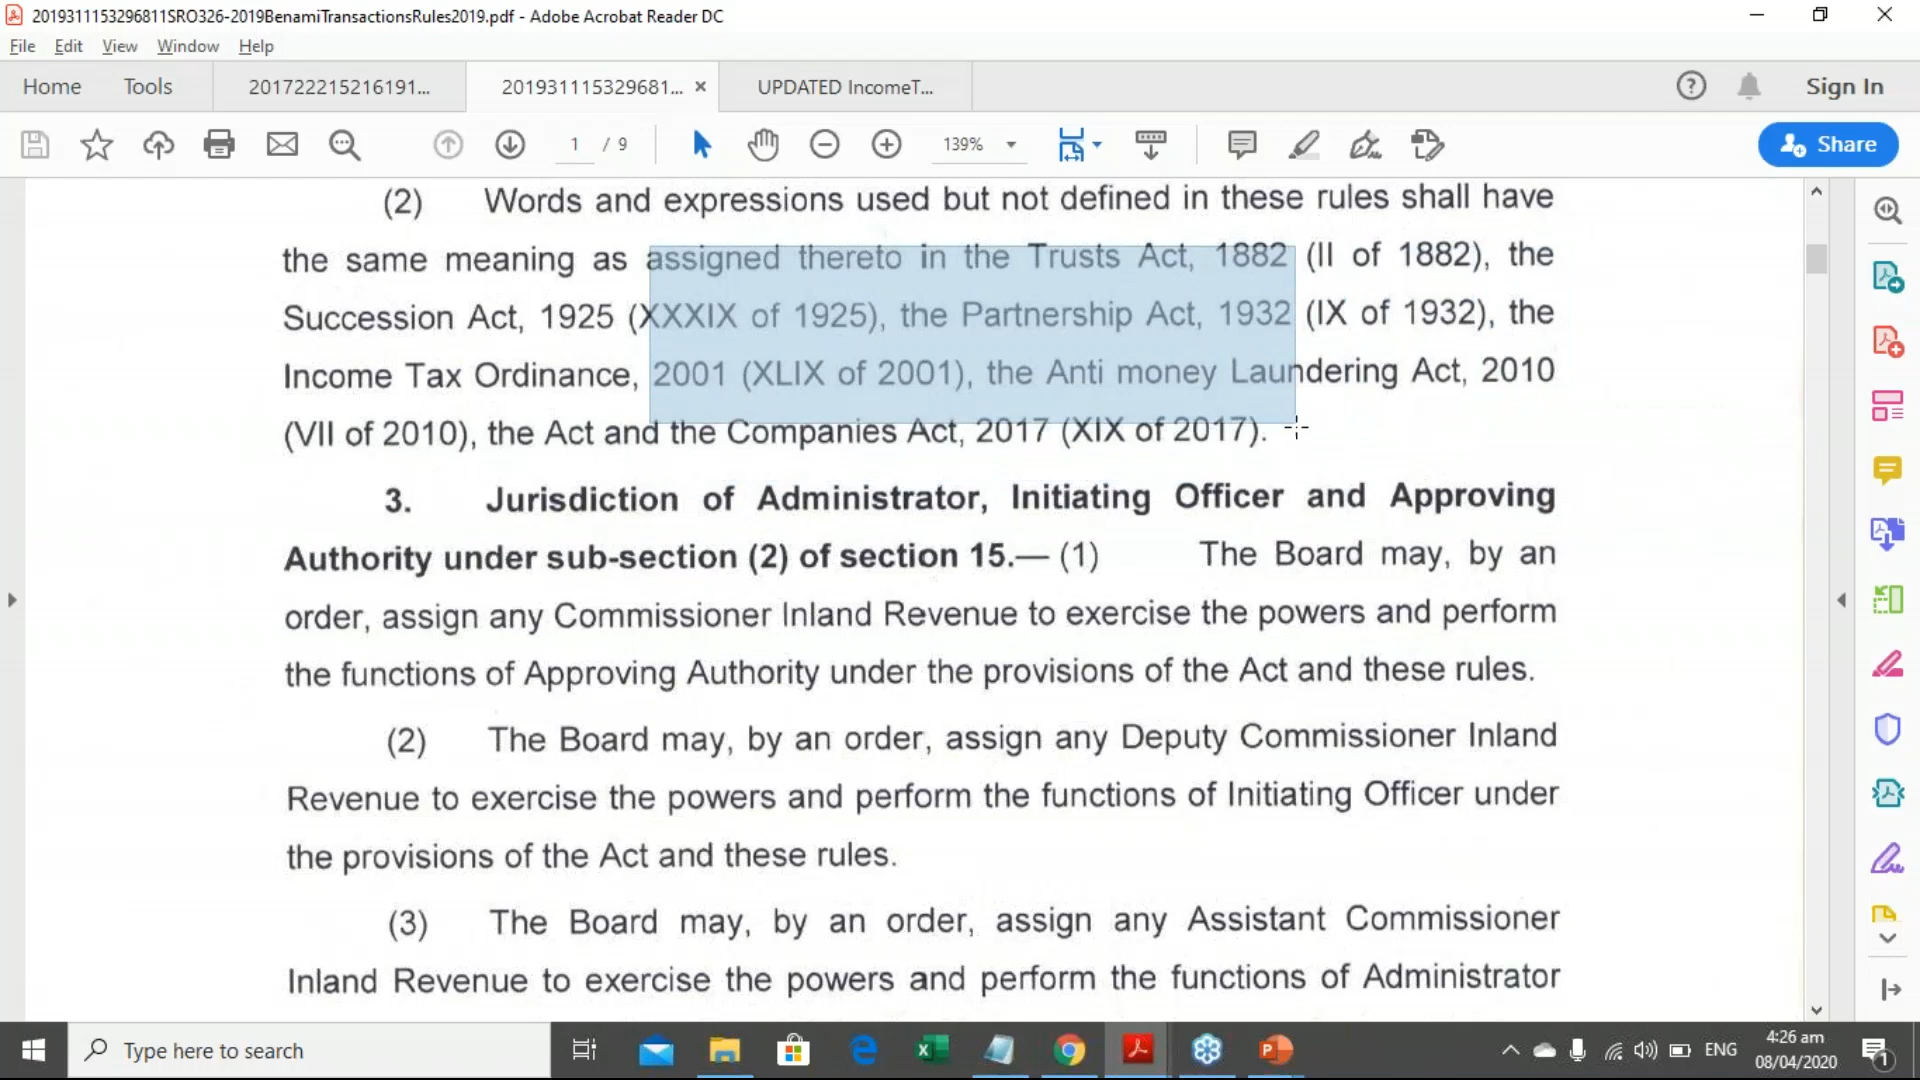 2019311153296811SRO326-2019BenamiTransactionsRules2019.pdf - Adobe Acrobat Reader DC
File Edit View Window Help
Home Tools 201722215216191... 201931115329681... × UPDATED IncomeT... Sign In
1 / 9 139% Share
(2) Words and expressions used but not defined in these rules shall have
the same meaning as assigned thereto in the Trusts Act, 1882 (II of 1882), the
Succession Act, 1925 (XXXIX of 1925), the Partnership Act, 1932 (IX of 1932), the
Income Tax Ordinance, 2001 (XLIX of 2001), the Anti money Laundering Act, 2010
(VII of 2010), the Act and the Companies Act, 2017 (XIX of 2017).
3. Jurisdiction of Administrator, Initiating Officer and Approving
Authority under sub-section (2) of section 15.— (1) The Board may, by an
order, assign any Commissioner Inland Revenue to exercise the powers and perform
the functions of Approving Authority under the provisions of the Act and these rules.
(2) The Board may, by an order, assign any Deputy Commissioner Inland
Revenue to exercise the powers and perform the functions of Initiating Officer under
the provisions of the Act and these rules.
(3) The Board may, by an order, assign any Assistant Commissioner
Inland Revenue to exercise the powers and perform the functions of Administrator
Type here to search ENG 4:26 am
08/04/2020 1